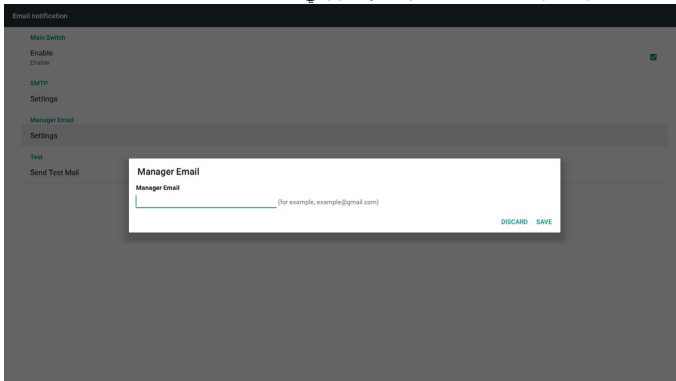 Email notification
Main Switch
Enable
Enable
SMTP
Settings
Manager Email
Settings
Test
Send Test Mail
Manager Email
Manager Email
(for example, example@gmail.com)
DISCARD SAVE